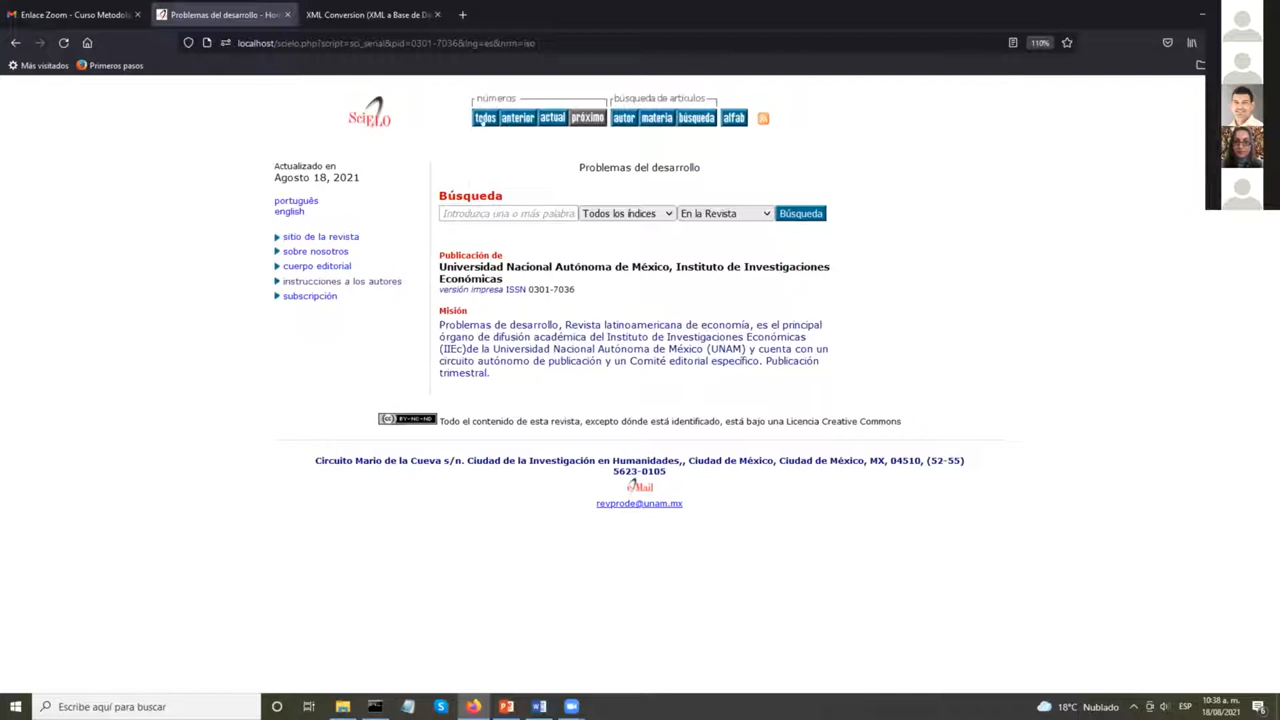 Enlace Zoom - Curso Metodolo
Problemas del desarrollo - Hom
XML Conversion (XML a Base de Da
localhost/scielo.php?script=sci_serial&pid=0301-7036&lng=es&nrm=iso
110%
Más visitados
Primeros pasos
SciELO
números
búsqueda de artículos
todos anterior actual próximo autor materia búsqueda alfab
Actualizado en
Agosto 18, 2021
português
english
sitio de la revista
sobre nosotros
cuerpo editorial
instrucciones a los autores
subscripción
Problemas del desarrollo
Búsqueda
Introduzca una o más palabra Todos los índices En la Revista Búsqueda
Publicación de
Universidad Nacional Autónoma de México, Instituto de Investigaciones
Económicas
versión impresa ISSN 0301-7036
Misión
Problemas de desarrollo, Revista latinoamericana de economía, es el principal
órgano de difusión académica del Instituto de Investigaciones Económicas
(IIEc)de la Universidad Nacional Autónoma de México (UNAM) y cuenta con un
circuito autónomo de publicación y un Comité editorial específico. Publicación
trimestral.
(cc) BY-NC-ND Todo el contenido de esta revista, excepto dónde está identificado, está bajo una Licencia Creative Commons
Circuito Mario de la Cueva s/n. Ciudad de la Investigación en Humanidades,, Ciudad de México, Ciudad de México, MX, 04510, (52-55)
5623-0105
eMail
revprode@unam.mx
Escribe aquí para buscar
18°C Nublado
ESP
10:38 a. m.
18/08/2021